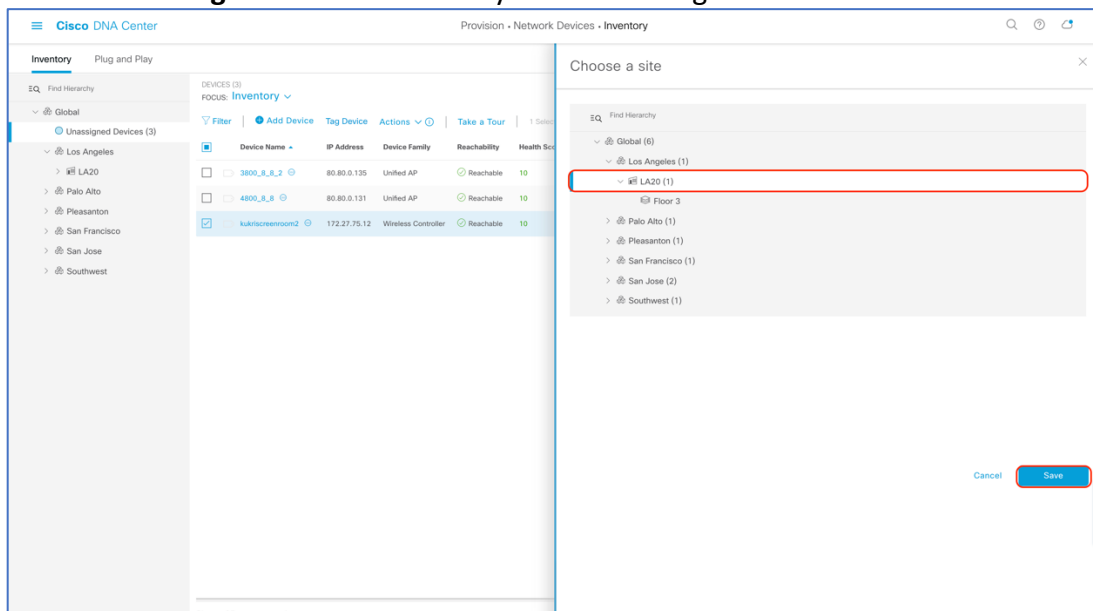 Cisco DNA Center
Provision • Network Devices • Inventory
Inventory Plug and Play
Find Hierarchy
Global
Unassigned Devices (3)
Los Angeles
LA20
Palo Alto
Pleasanton
San Francisco
San Jose
Southwest
DEVICES (3)
FOCUS: Inventory
Filter Add Device Tag Device Actions Take a Tour 1
Device Name IP Address Device Family Reachability Health
3800_8_8_2 80.80.0.135 Unified AP Reachable 10
4800_8_8 80.80.0.131 Unified AP Reachable 10
kukriscreenroom2 172.27.75.12 Wireless Controller Reachable 10
Choose a site
Find Hierarchy
Global (6)
Los Angeles (1)
LA20 (1)
Floor 3
Palo Alto (1)
Pleasanton (1)
San Francisco (1)
San Jose (2)
Southwest (1)
Cancel Save